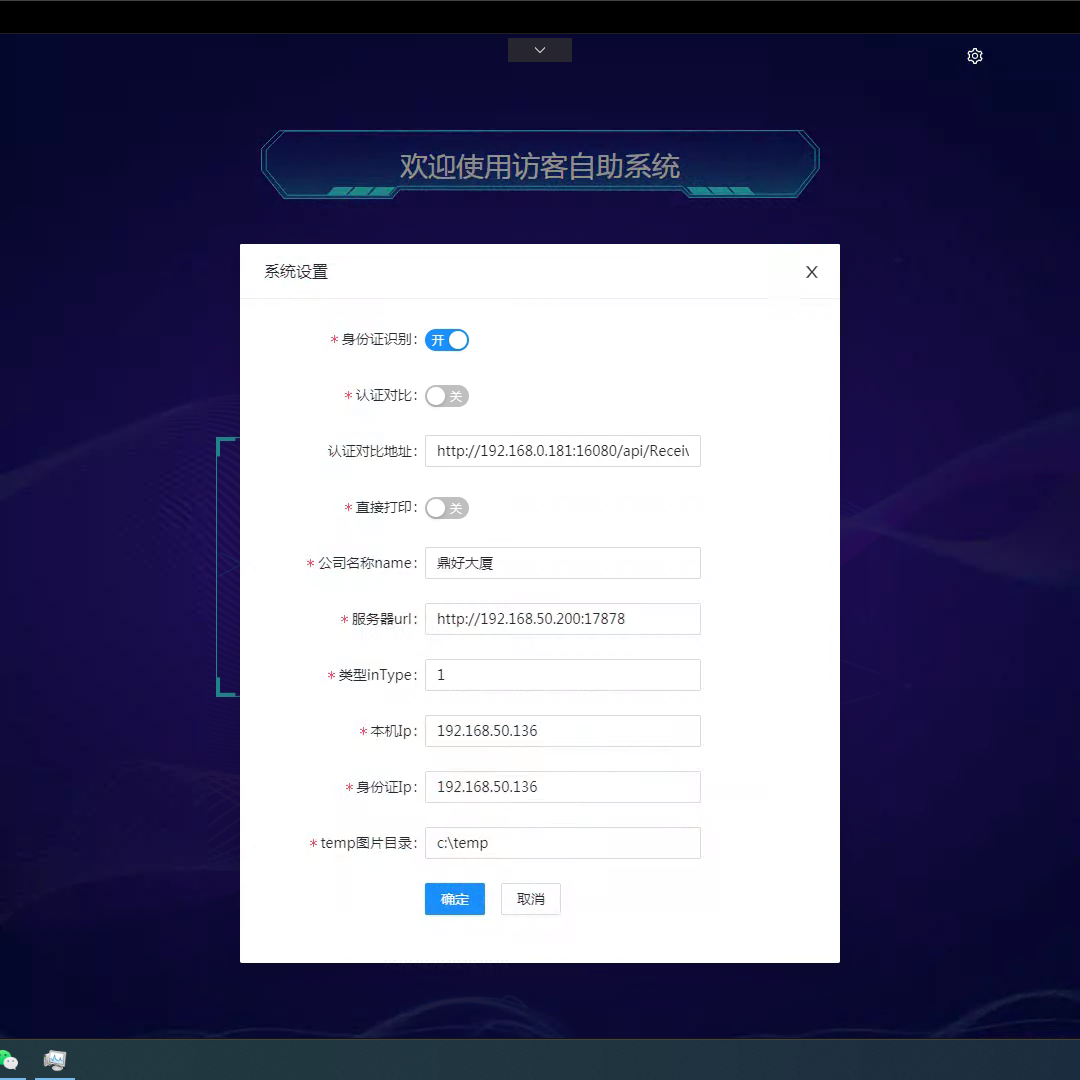 欢迎使用访客自助系统
系统设置 X
* 身份证识别: 开
* 认证对比: 关
认证对比地址: http://192.168.0.181:16080/api/Receiv
* 直接打印: 关
* 公司名称name: 鼎好大厦
* 服务器url: http://192.168.50.200:17878
* 类型inType: 1
* 本机Ip: 192.168.50.136
* 身份证Ip: 192.168.50.136
* temp图片目录: c:\temp
确定 取消